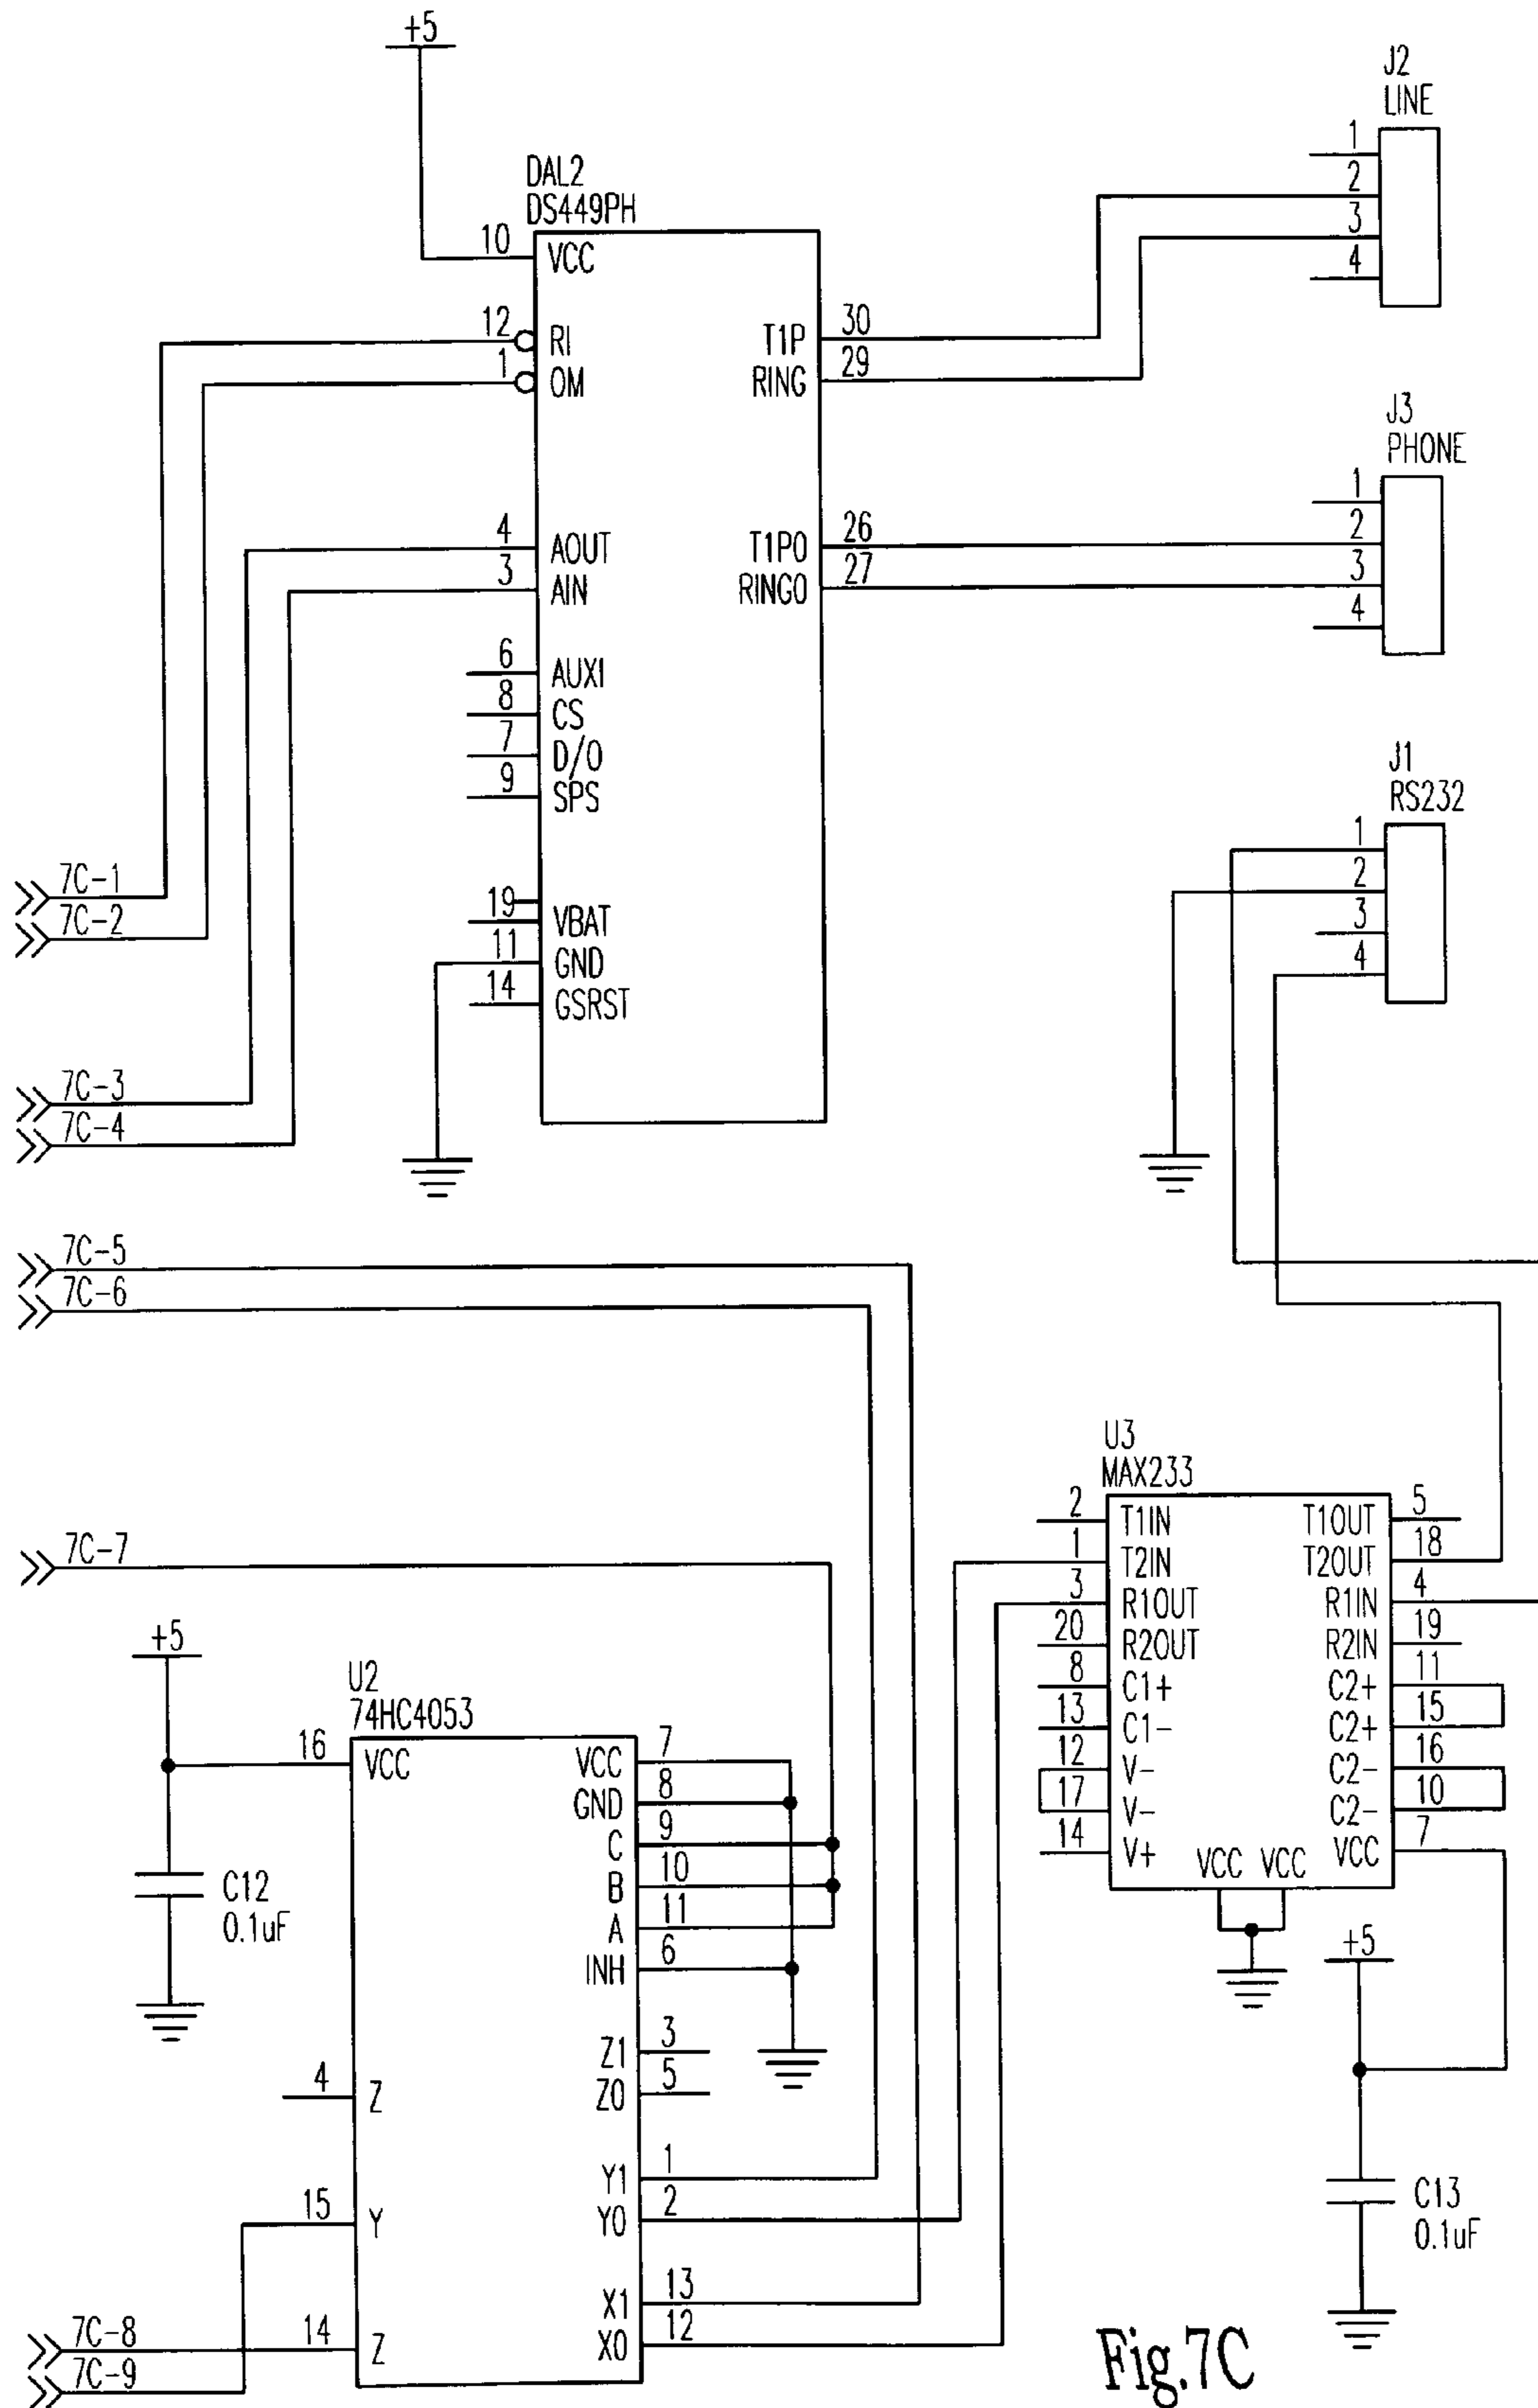 +5
J2
LINE
1
2
3
4
DAL2
DS449PH
10 VCC
12 RI
1 OM
4 AOUT
3 AIN
6 AUXI
8 CS
7 D/O
9 SPS
19 VBAT
11 GND
14 GSRST
T1P 30
RING 29
T1PO 26
RINGO 27
J3
PHONE
1
2
3
4
J1
RS232
1
2
3
4
7C-1
7C-2
7C-3
7C-4
7C-5
7C-6
7C-7
U3
MAX233
2 T1IN
1 T2IN
3 R1OUT
20 R2OUT
8 C1+
13 C1-
12 V-
17 V-
14 V+
T1OUT 5
T2OUT 18
R1IN 4
R2IN 19
C2+ 11
C2+ 15
C2- 16
C2- 10
VCC 7
VCC VCC
+5
C13
0.1uF
+5
C12
0.1uF
U2
74HC4053
16 VCC
4 Z
15 Y
14 Z
VCC 7
GND 8
C 9
B 10
A 11
INH 6
Z1 3
Z0 5
Y1 1
Y0 2
X1 13
X0 12
7C-8
7C-9
Fig.7C